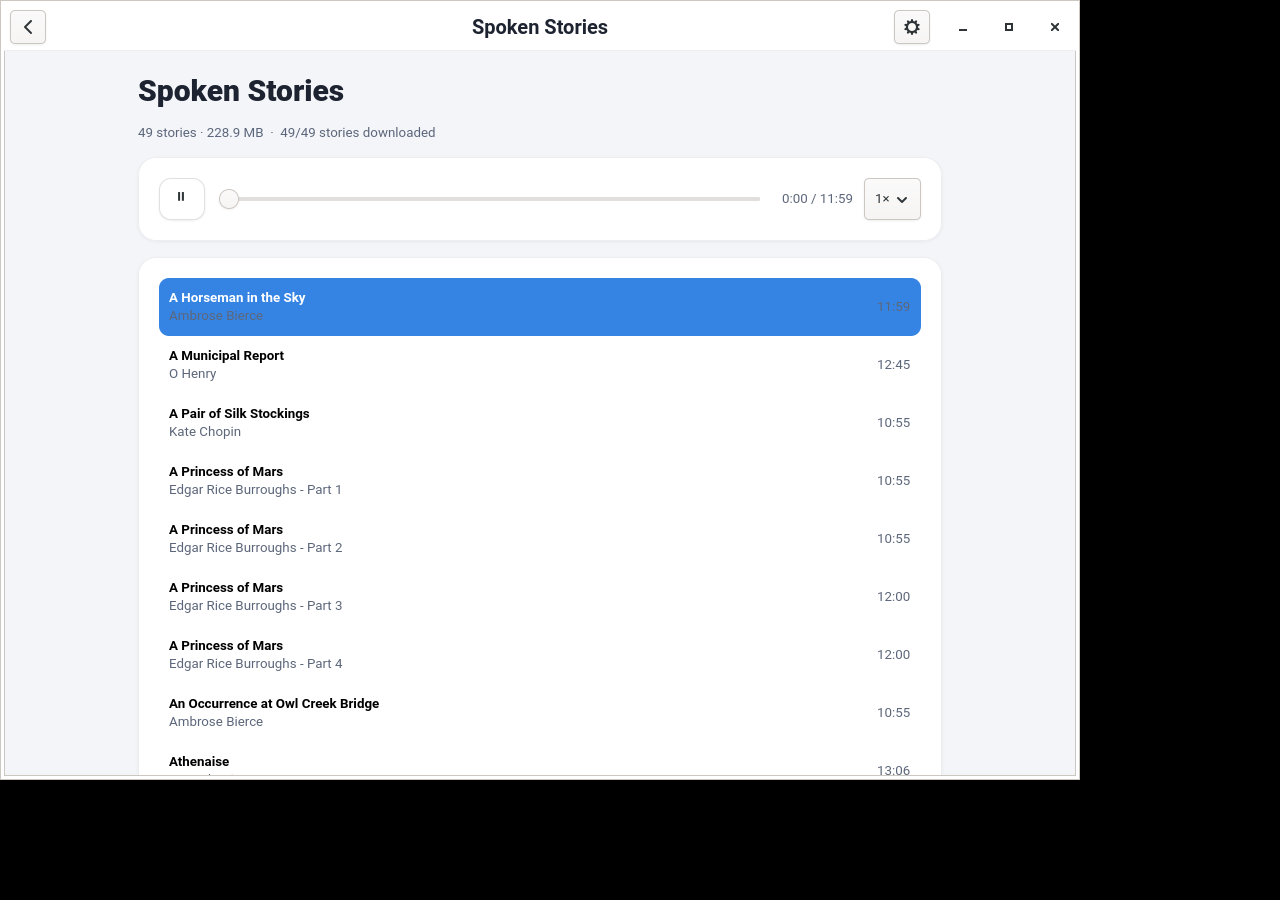 Spoken Stories
Spoken Stories
49 stories · 228.9 MB · 49/49 stories downloaded
0:00 / 11:59
1×
A Horseman in the Sky
Ambrose Bierce
11:59
A Municipal Report
O Henry
12:45
A Pair of Silk Stockings
Kate Chopin
10:55
A Princess of Mars
Edgar Rice Burroughs - Part 1
10:55
A Princess of Mars
Edgar Rice Burroughs - Part 2
10:55
A Princess of Mars
Edgar Rice Burroughs - Part 3
12:00
A Princess of Mars
Edgar Rice Burroughs - Part 4
12:00
An Occurrence at Owl Creek Bridge
Ambrose Bierce
10:55
Athenaise
13:06